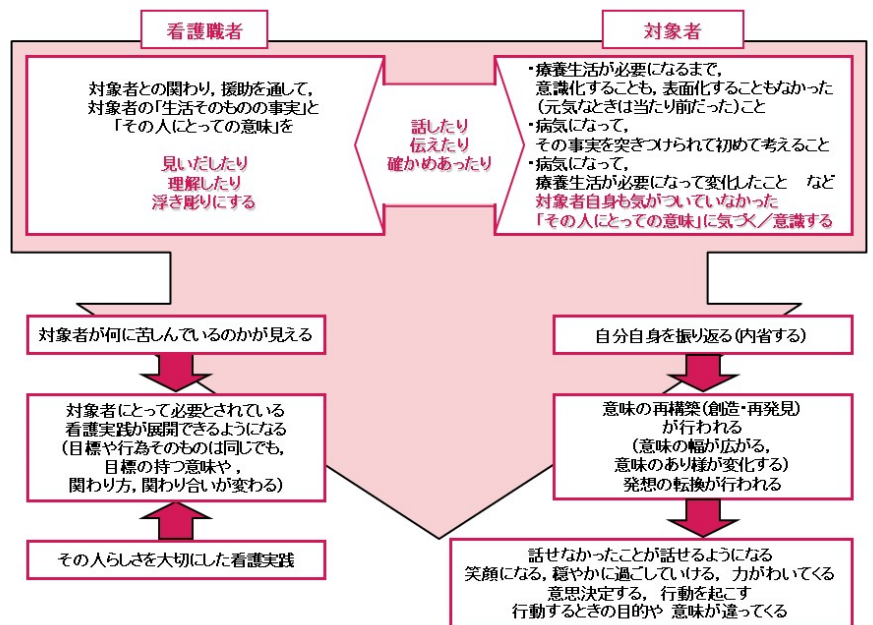 看護職者
対象者との関わり，援助を通して，
対象者の「生活そのものの事実」と
「その人にとっての意味」を
見いだしたり
理解したり
浮き彫りにする
話したり
伝えたり
確かめあったり
対象者
・療養生活が必要になるまで，
意識化することも，表面化することもなかった
（元気なときは当たり前だった）こと
・病気になって，
その事実を突きつけられて初めて考えること
・病気になって，
療養生活が必要になって変化したこと　など
対象者自身も気がついていなかった
「その人にとっての意味」に気づく／意識する
対象者が何に苦しんでいるのかが見える
対象者にとって必要とされている
看護実践が展開できるようになる
（目標や行為そのものは同じでも，
目標の持つ意味や，
関わり方，関わり合いが変わる）
その人らしさを大切にした看護実践
自分自身を振り返る（内省する）
意味の再構築（創造・再発見）
が行われる
（意味の幅が広がる，
意味のあり様が変化する）
発想の転換が行われる
話せなかったことが話せるようになる
笑顔になる，穏やかに過ごしていける，力がわいてくる
意思決定する，行動を起こす
行動するときの目的や 意味が違ってくる